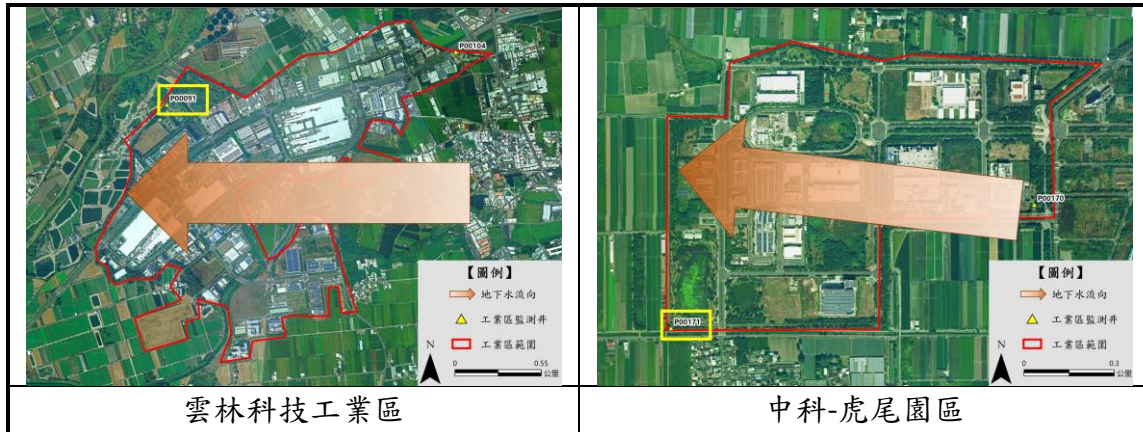 P00104
P00091
【圖例】
地下水流向
工業區監測井
工業區範圍
N
0
0.55
公里
雲林科技工業區
P00170
P00171
【圖例】
地下水流向
工業區監測井
工業區範圍
N
0
0.3
公里
中科-虎尾園區